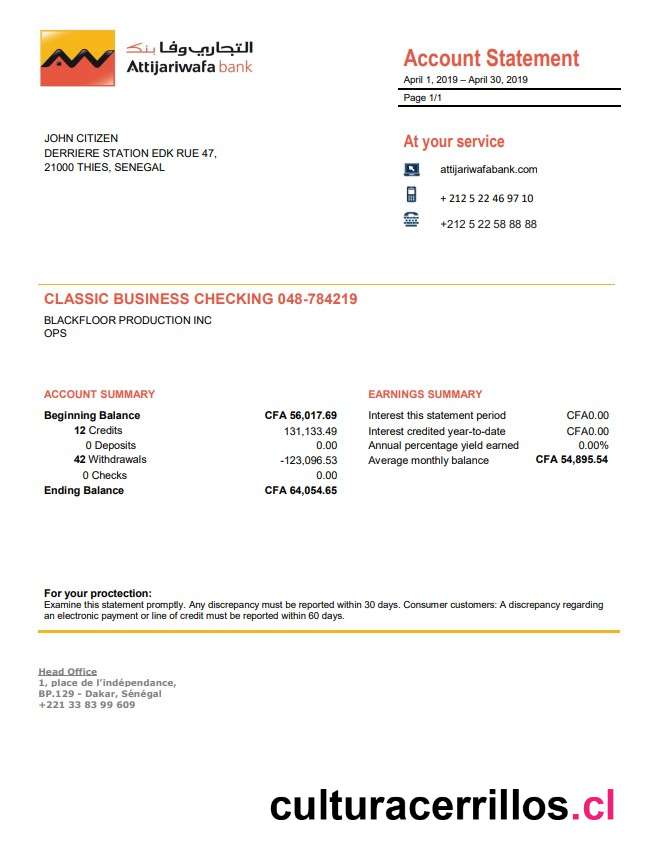 التجاري وفا بنك
Attijariwafa bank
Account Statement
April 1, 2019 – April 30, 2019
Page 1/1
JOHN CITIZEN
DERRIERE STATION EDK RUE 47,
21000 THIES, SENEGAL
At your service
attijariwafabank.com
+ 212 5 22 46 97 10
+212 5 22 58 88 88
CLASSIC BUSINESS CHECKING 048-784219
BLACKFLOOR PRODUCTION INC
OPS
ACCOUNT SUMMARY
Beginning Balance CFA 56,017.69
12 Credits 131,133.49
0 Deposits 0.00
42 Withdrawals -123,096.53
0 Checks 0.00
Ending Balance CFA 64,054.65
EARNINGS SUMMARY
Interest this statement period CFA0.00
Interest credited year-to-date CFA0.00
Annual percentage yield earned 0.00%
Average monthly balance CFA 54,895.54
For your proctection:
Examine this statement promptly. Any discrepancy must be reported within 30 days. Consumer customers: A discrepancy regarding
an electronic payment or line of credit must be reported within 60 days.
Head Office
1, place de l'indépendance,
BP.129 - Dakar, Sénégal
+221 33 83 99 609
culturacerrillos.cl